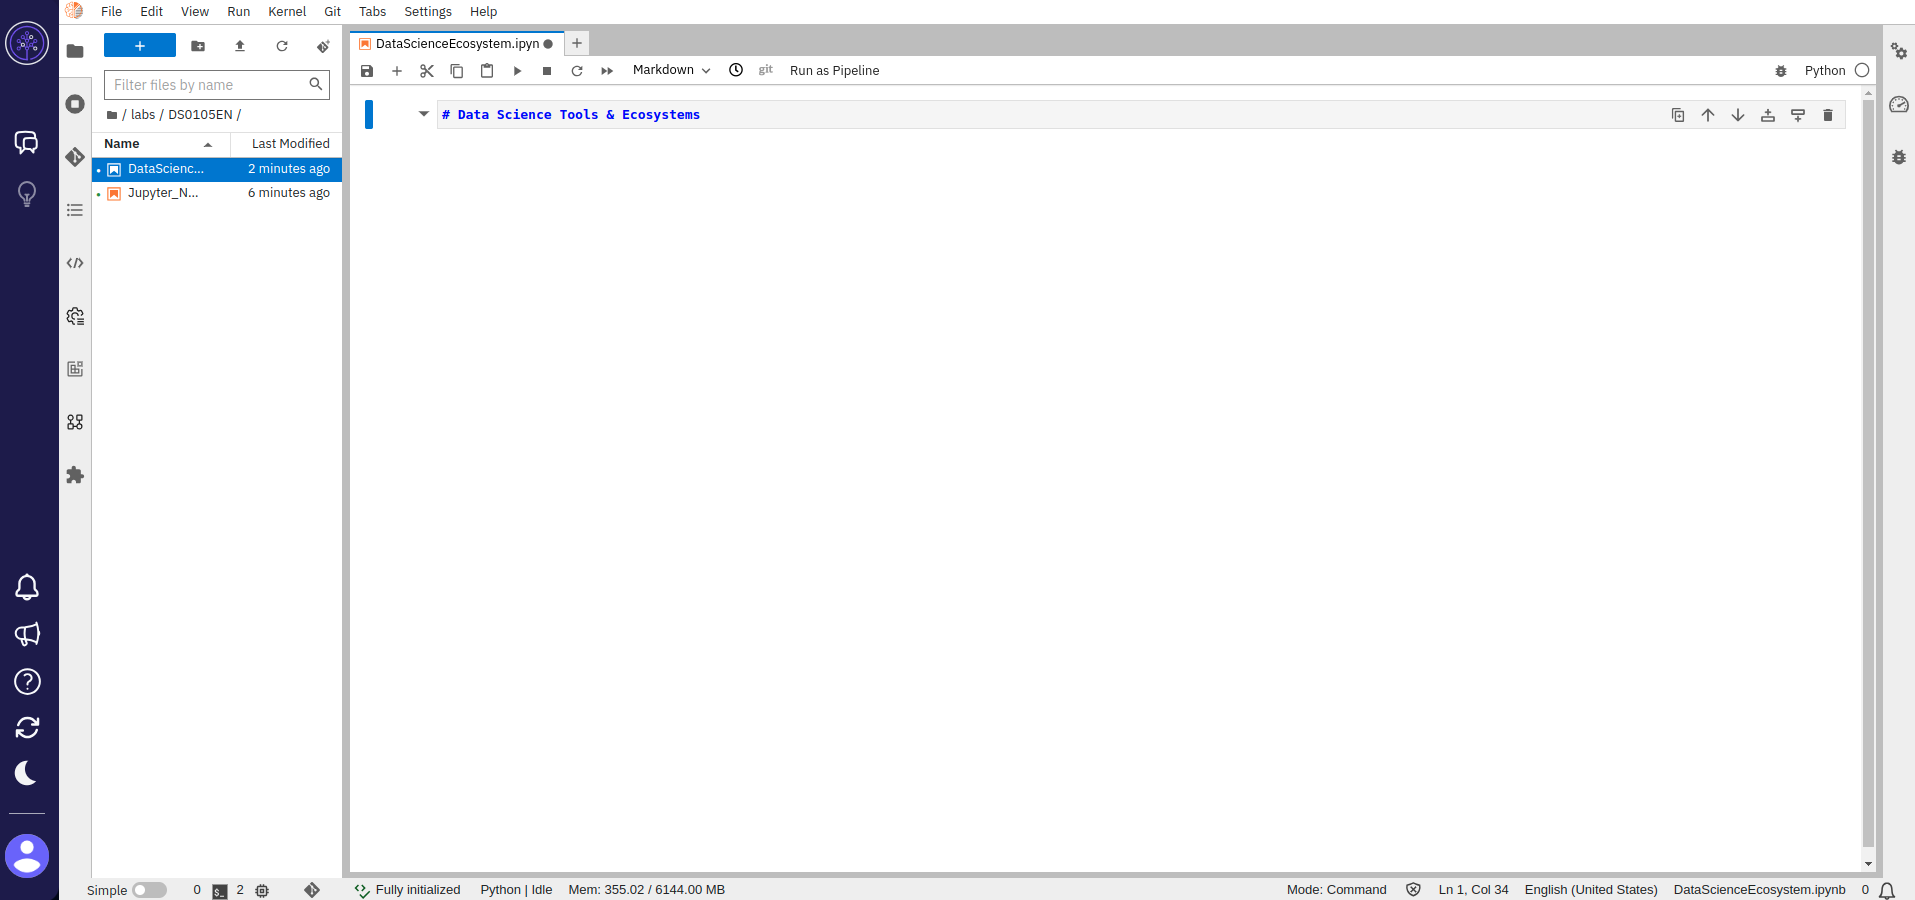 File Edit View Run Kernel Git Tabs Settings Help
Filter files by name
/ labs / DS0105EN /
Name Last Modified
DataScienc... 2 minutes ago
Jupyter_N... 6 minutes ago
DataScienceEcosystem.ipyn
Markdown git Run as Pipeline Python
# Data Science Tools & Ecosystems
Simple 0 $_ 2 Fully initialized Python | Idle Mem: 355.02 / 6144.00 MB Mode: Command Ln 1, Col 34 English (United States) DataScienceEcosystem.ipynb 0